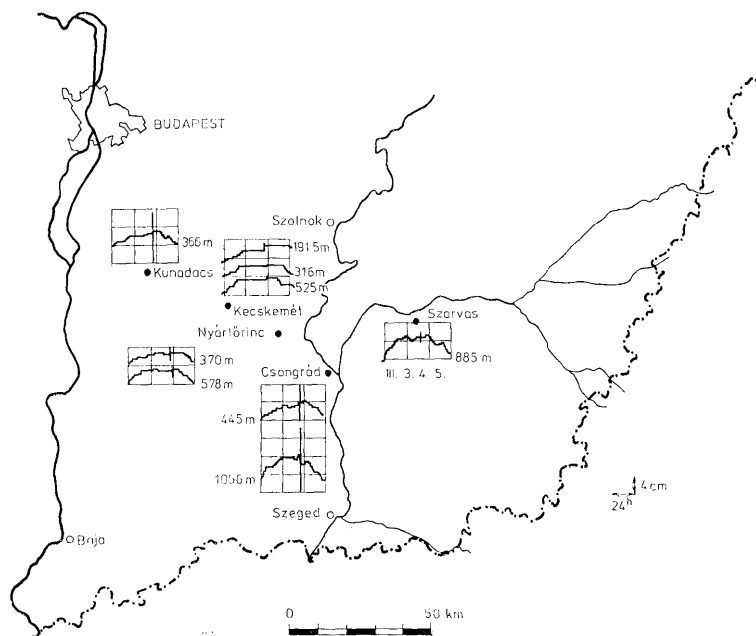 BUDAPEST
Szolnok
366 m
191.5 m
Kunadacs
316 m
525 m
Kecskemét
Szarvas
Nyárlőrinc
370 m
885 m
578 m
Csongrád
III. 3. 4. 5.
445 m
1056 m
4 cm
24h
Szeged
Baja
0 50 km